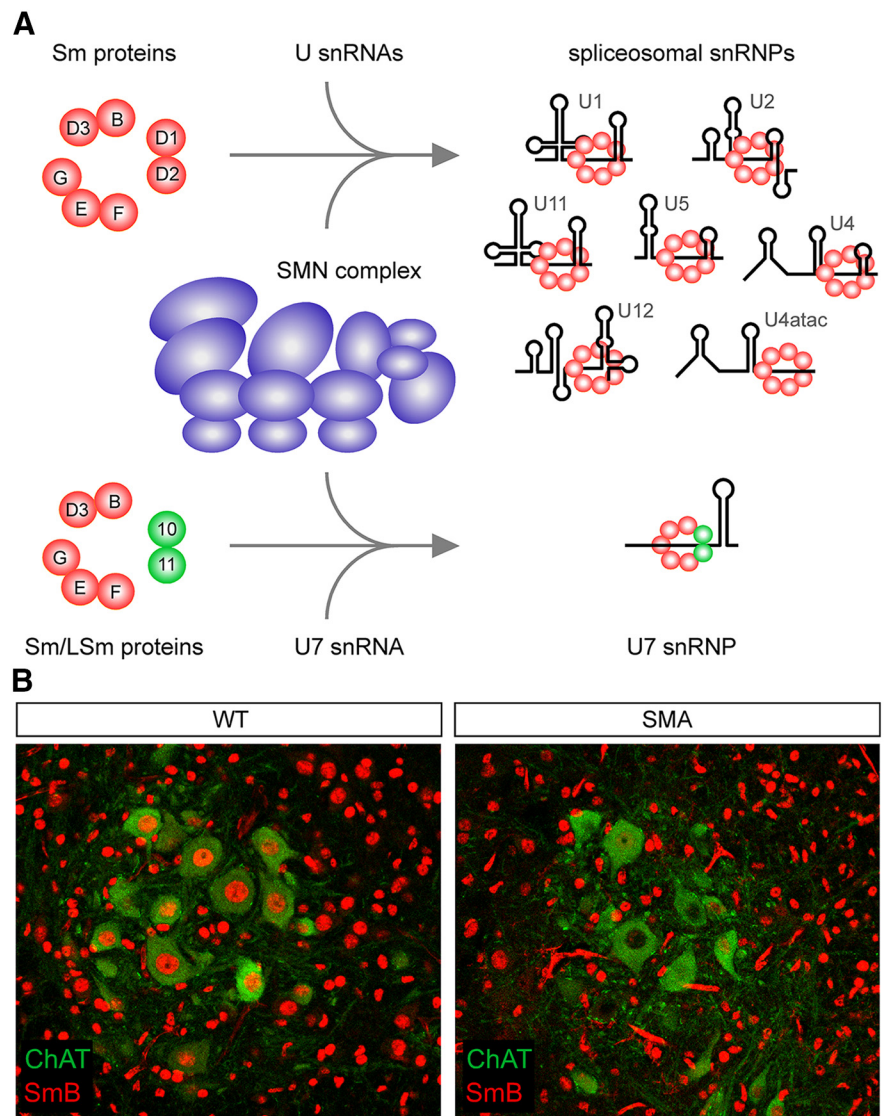 A
Sm proteins
U snRNAs
spliceosomal snRNPs
D3
B
D1
D2
G
E
F
U1
U2
U11
U5
U4
SMN complex
U12
U4atac
D3
B
10
11
G
E
F
Sm/LSm proteins
U7 snRNA
U7 snRNP
B
WT
SMA
ChAT
SmB
ChAT
SmB